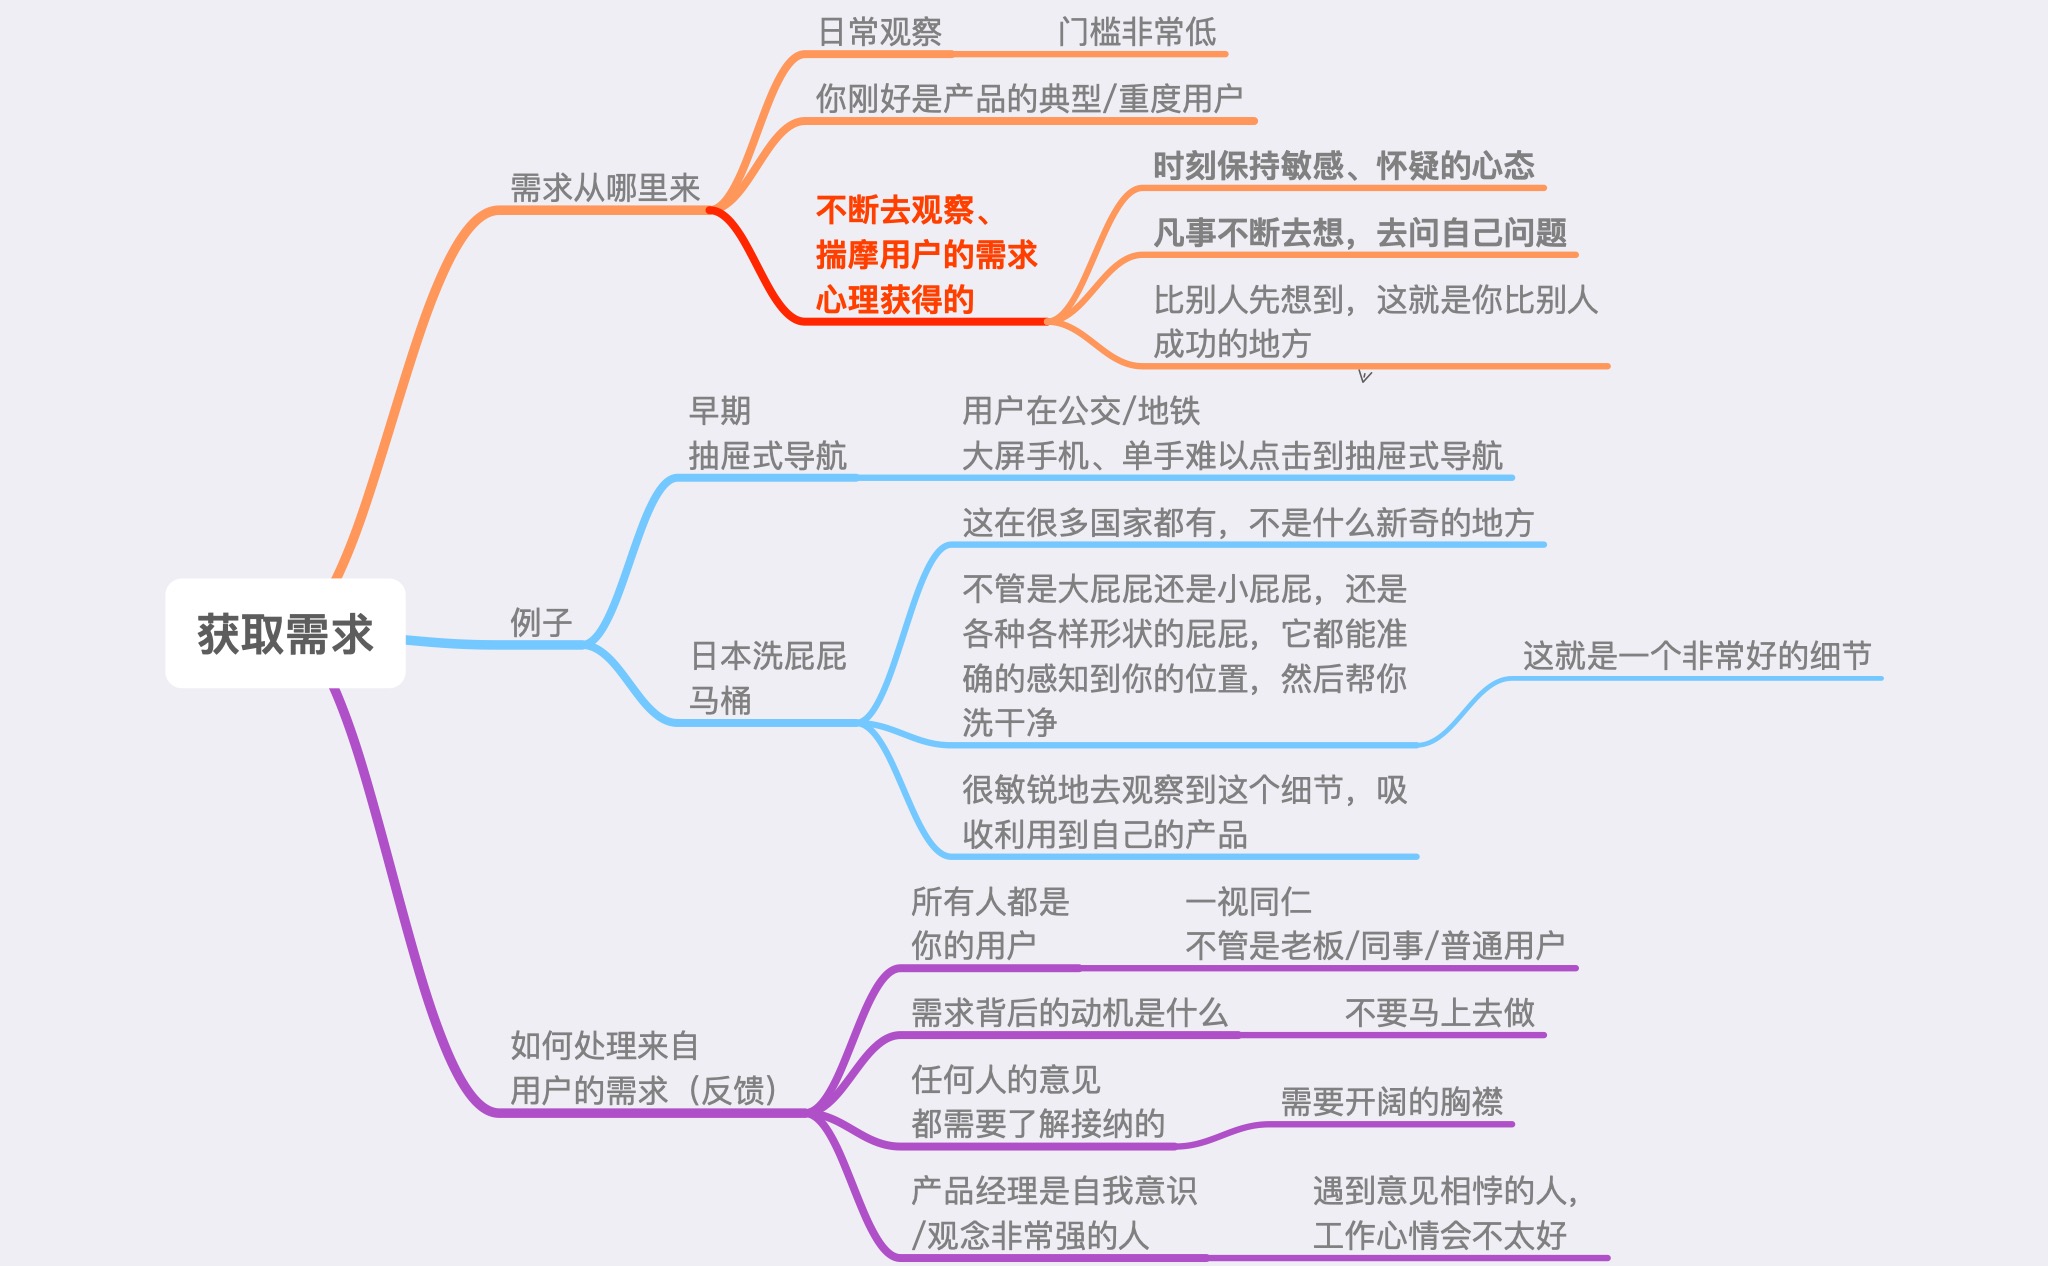 获取需求
需求从哪里来
日常观察
门槛非常低
你刚好是产品的典型/重度用户
不断去观察、
揣摩用户的需求
心理获得的
时刻保持敏感、怀疑的心态
凡事不断去想，去问自己问题
比别人先想到，这就是你比别人
成功的地方
例子
早期
抽屉式导航
用户在公交/地铁
大屏手机、单手难以点击到抽屉式导航
日本洗屁屁
马桶
这在很多国家都有，不是什么新奇的地方
不管是大屁屁还是小屁屁，还是
各种各样形状的屁屁，它都能准
确的感知到你的位置，然后帮你
洗干净
这就是一个非常好的细节
很敏锐地去观察到这个细节，吸
收利用到自己的产品
如何处理来自
用户的需求（反馈）
所有人都是
你的用户
一视同仁
不管是老板/同事/普通用户
需求背后的动机是什么
不要马上去做
任何人的意见
都需要了解接纳的
需要开阔的胸襟
产品经理是自我意识
/观念非常强的人
遇到意见相悖的人，
工作心情会不太好